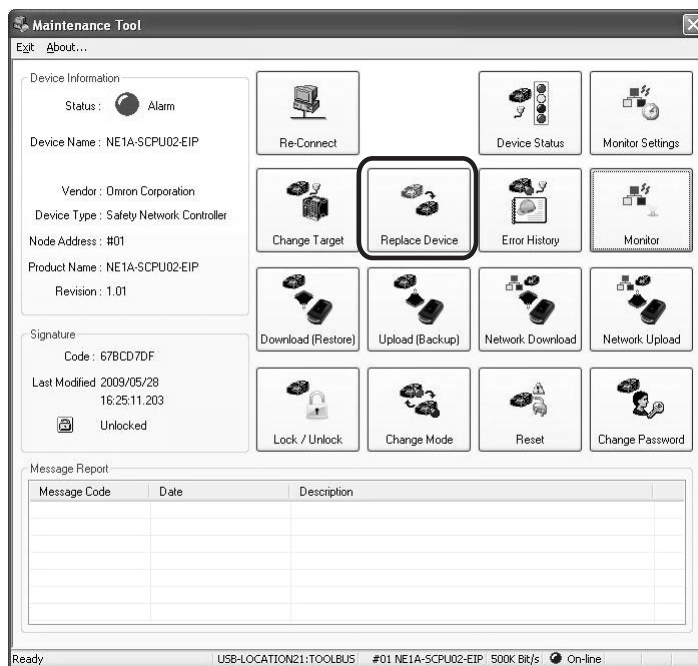 Maintenance Tool
Exit About...
Device Information
Status : Alarm
Device Name : NE1A-SCPU02-EIP
Vendor : Omron Corporation
Device Type : Safety Network Controller
Node Address : #01
Product Name : NE1A-SCPU02-EIP
Revision : 1.01
Signature
Code : 67BCD7DF
Last Modified 2009/05/28
16:25:11.203
Unlocked
Re-Connect
Device Status
Monitor Settings
Change Target
Replace Device
Error History
Monitor
Download (Restore)
Upload (Backup)
Network Download
Network Upload
Lock / Unlock
Change Mode
Reset
Change Password
Message Report
Message Code Date Description
Ready USB-LOCATION21:TOOLBUS #01 NE1A-SCPU02-EIP 500K Bit/s On-line